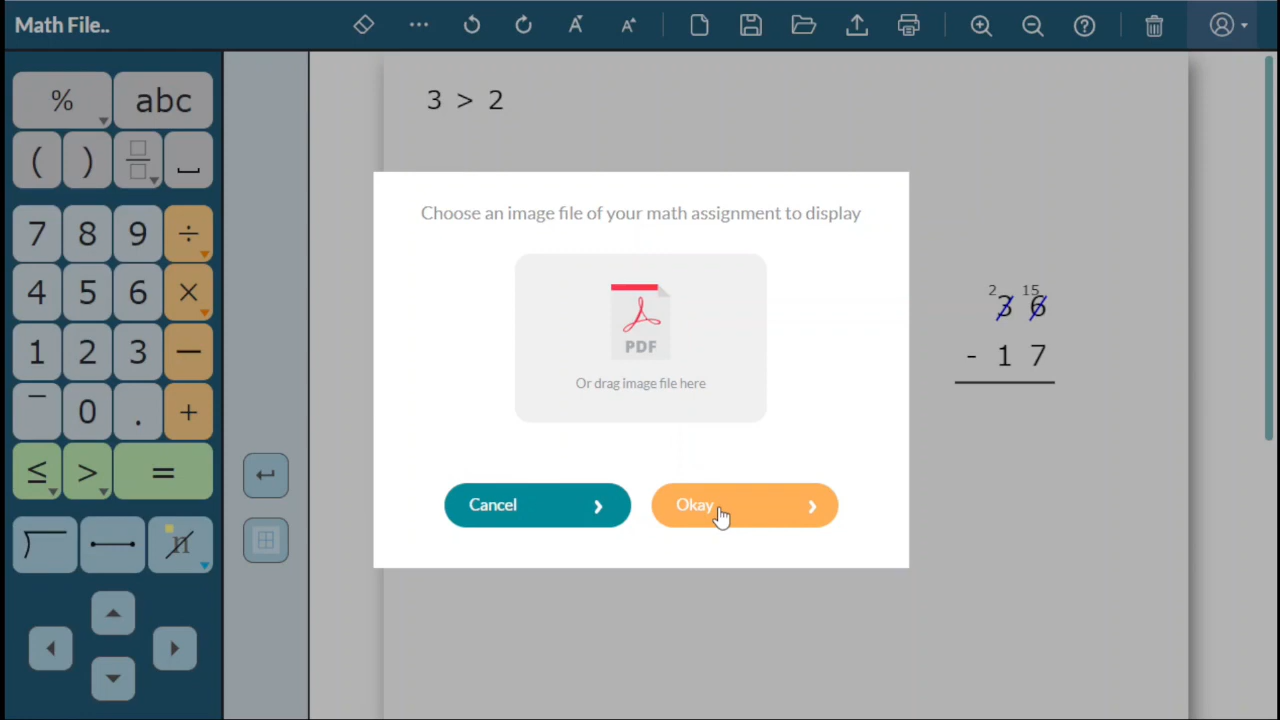 Math File..
3 > 2
% abc
( )
7 8 9 ÷
4 5 6 ×
1 2 3 −
¯ 0 . +
≤ > =
n
Choose an image file of your math assignment to display
PDF
Or drag image file here
Cancel
Okay
2 15
3 6
- 1 7